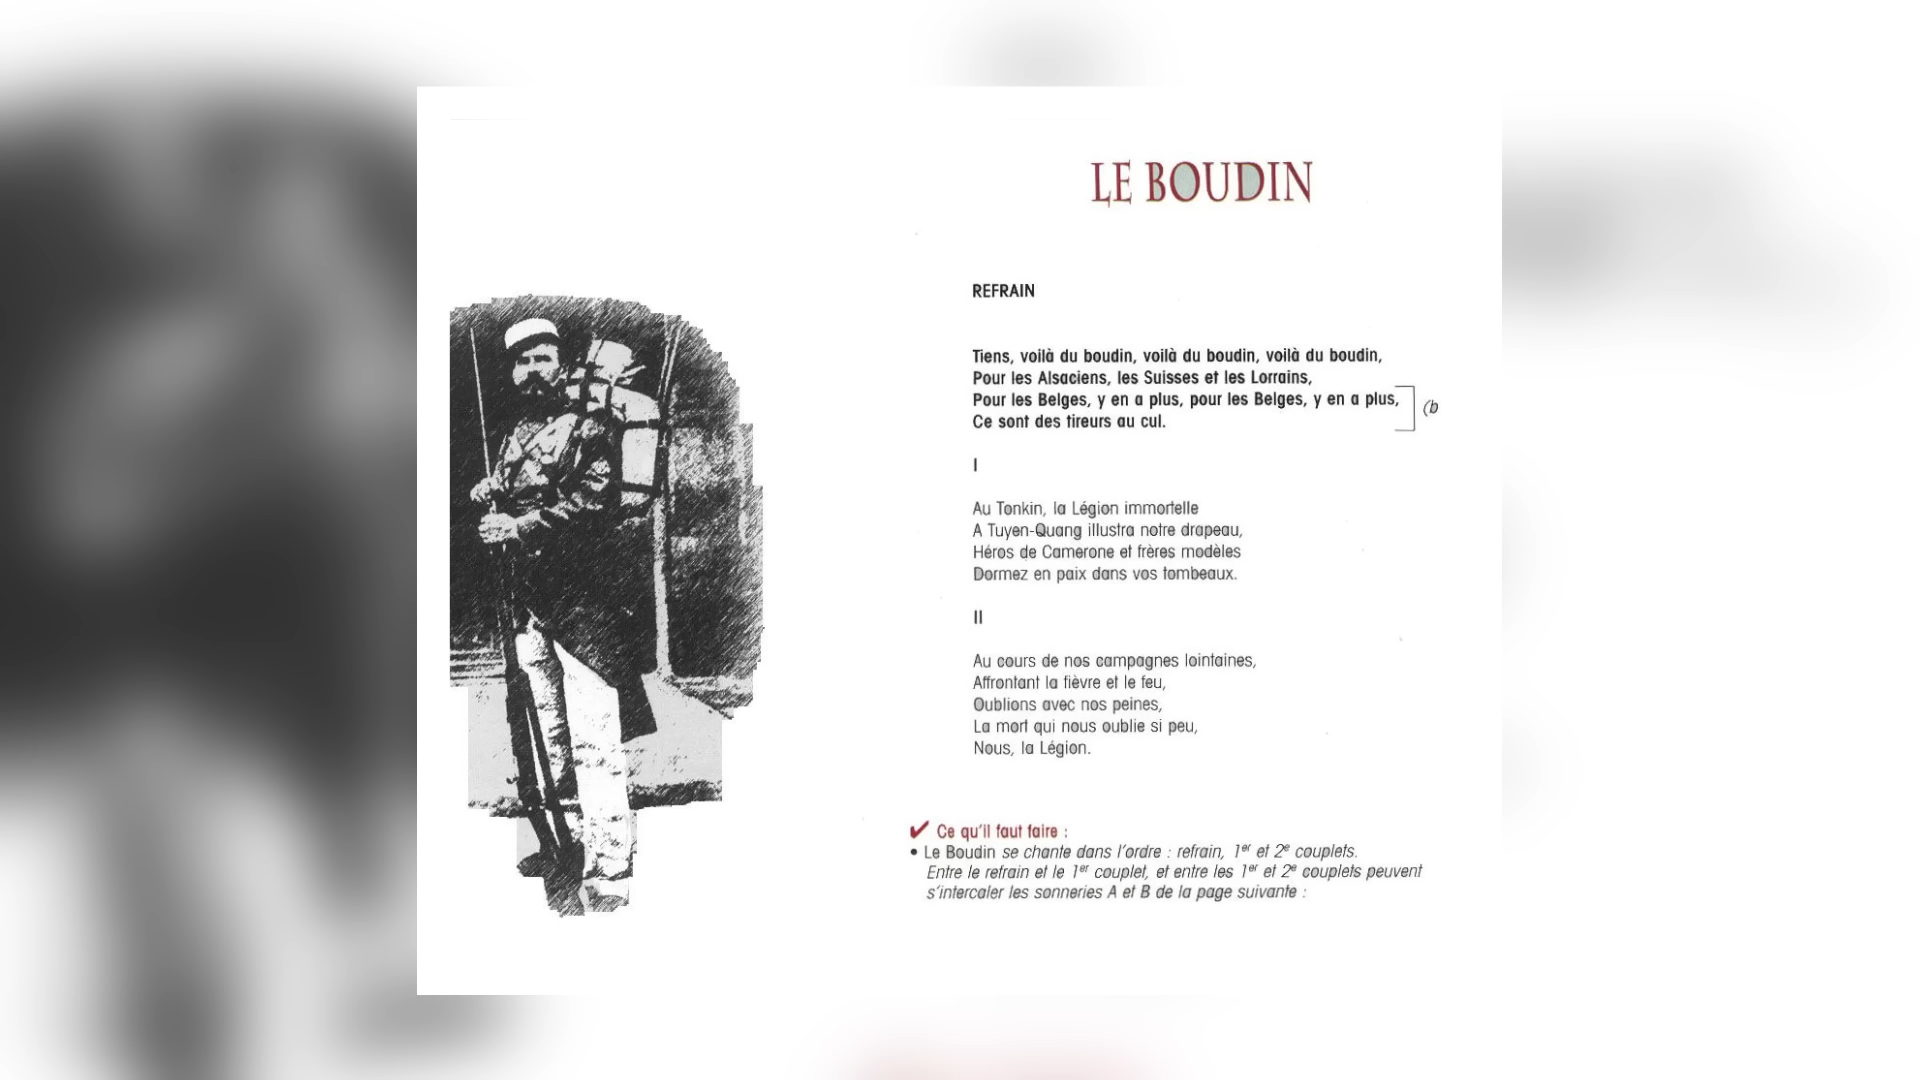 LE BOUDIN
REFRAIN
Tiens, voilà du boudin, voilà du boudin, voilà du boudin,
Pour les Alsaciens, les Suisses et les Lorrains,
Pour les Belges, y en a plus, pour les Belges, y en a plus,
Ce sont des tireurs au cul.
(b
I
Au Tonkin, la Légion immortelle
A Tuyen-Quang illustra notre drapeau,
Héros de Camerone et frères modèles
Dormez en paix dans vos tombeaux.
II
Au cours de nos campagnes lointaines,
Affrontant la fièvre et le feu,
Oublions avec nos peines,
La mort qui nous oublie si peu,
Nous, la Légion.
✔ Ce qu'il faut faire :
• Le Boudin se chante dans l'ordre : refrain, 1er et 2e couplets.
Entre le refrain et le 1er couplet, et entre les 1er et 2e couplets peuvent
s'intercaler les sonneries A et B de la page suivante :